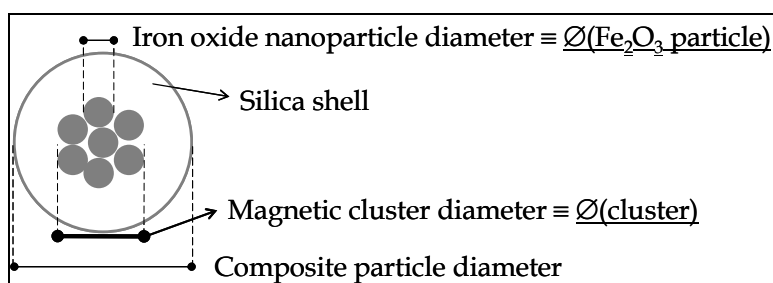 Iron oxide nanoparticle diameter ≡ ∅(Fe₂O₃ particle)
Silica shell
Magnetic cluster diameter ≡ ∅(cluster)
Composite particle diameter